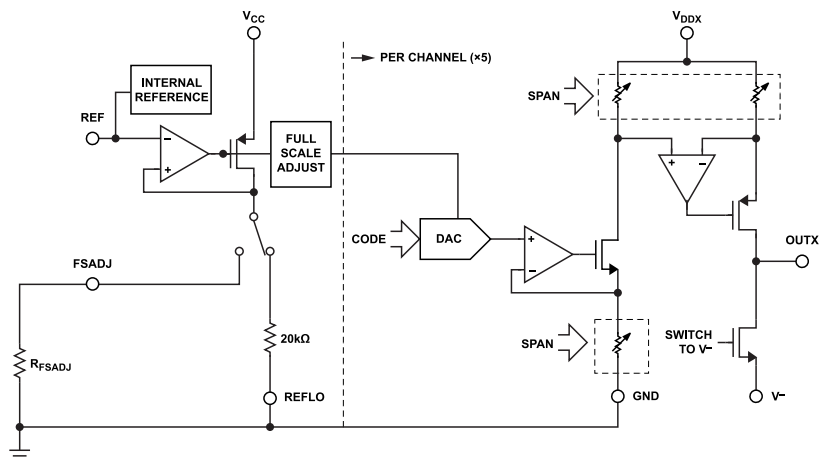 VCC
VDDX
PER CHANNEL (×5)
INTERNAL
REFERENCE
SPAN
REF
−
+
FULL
SCALE
ADJUST
+
−
CODE
DAC
+
−
OUTX
FSADJ
SPAN
SWITCH
TO V−
20kΩ
RFSADJ
REFLO
GND
V−